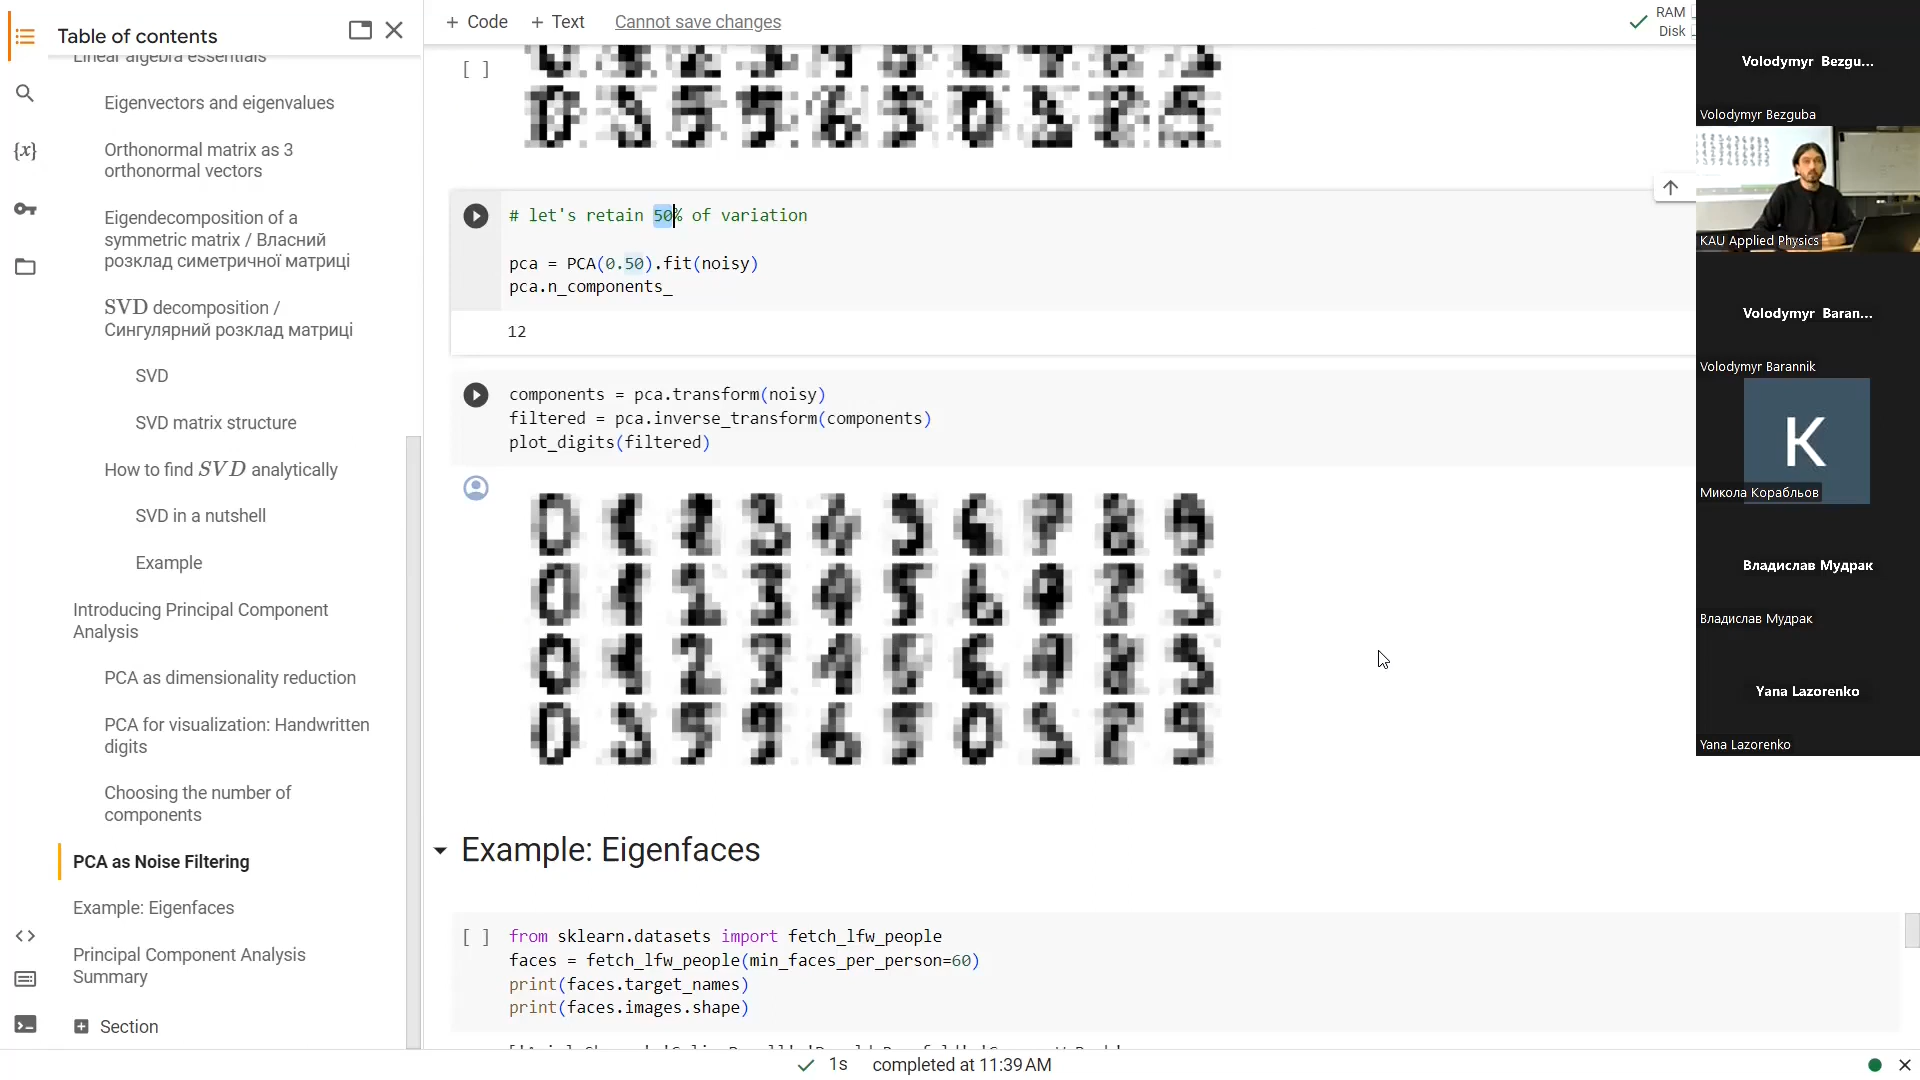 Table of contents
Linear algebra essentials
Eigenvectors and eigenvalues
Orthonormal matrix as 3
orthonormal vectors
Eigendecomposition of a
symmetric matrix / Власний
розклад симетричної матриці
SVD decomposition /
Сингулярний розклад матриці
SVD
SVD matrix structure
How to find SVD analytically
SVD in a nutshell
Example
Introducing Principal Component
Analysis
PCA as dimensionality reduction
PCA for visualization: Handwritten
digits
Choosing the number of
components
PCA as Noise Filtering
Example: Eigenfaces
Principal Component Analysis
Summary
Section
+ Code + Text Cannot save changes
RAM
Disk
[ ]
# let's retain 50% of variation
pca = PCA(0.50).fit(noisy)
pca.n_components_
12
components = pca.transform(noisy)
filtered = pca.inverse_transform(components)
plot_digits(filtered)
Example: Eigenfaces
[ ] from sklearn.datasets import fetch_lfw_people
faces = fetch_lfw_people(min_faces_per_person=60)
print(faces.target_names)
print(faces.images.shape)
1s completed at 11:39 AM
Volodymyr Bezgu...
Volodymyr Bezguba
KAU Applied Physics
Volodymyr Baran...
Volodymyr Barannik
K
Микола Корабльов
Владислав Мудрак
Владислав Мудрак
Yana Lazorenko
Yana Lazorenko